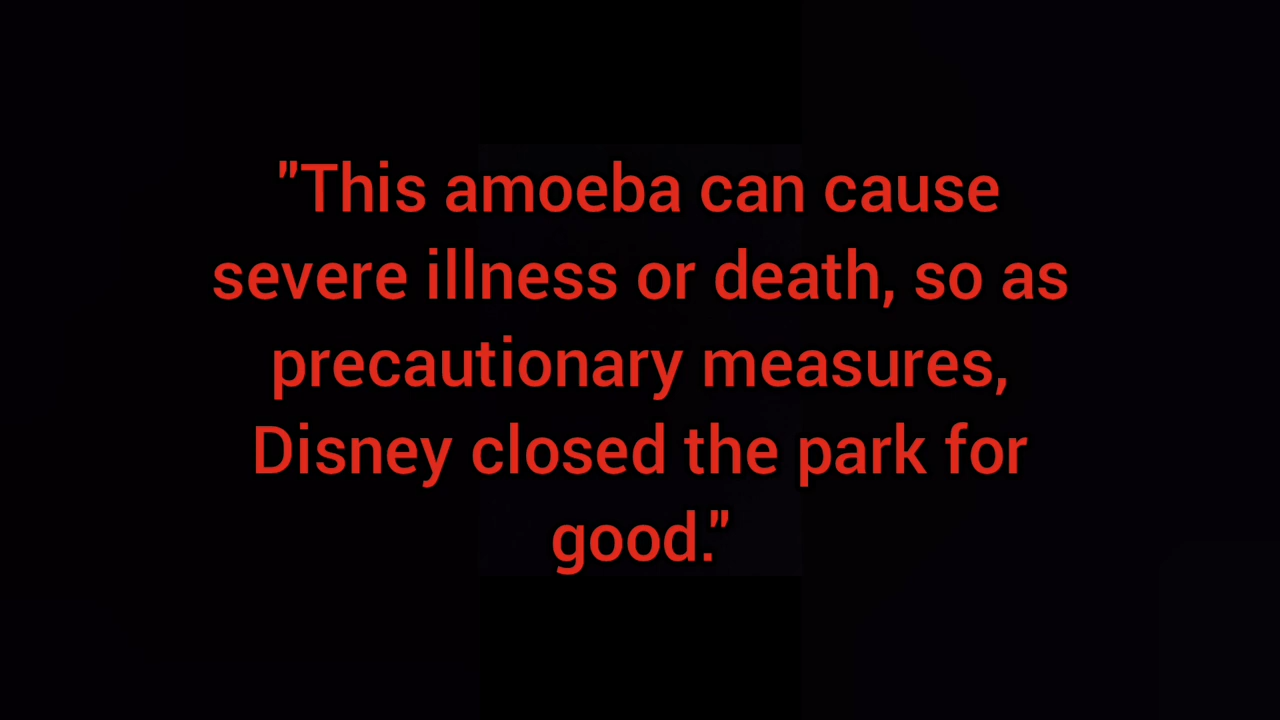 "This amoeba can cause
severe illness or death, so as
precautionary measures,
Disney closed the park for
good."